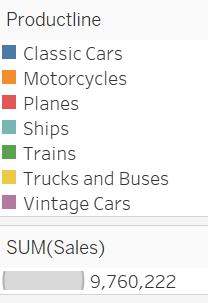 Productline
Classic Cars
Motorcycles
Planes
Ships
Trains
Trucks and Buses
Vintage Cars
SUM(Sales)
9,760,222